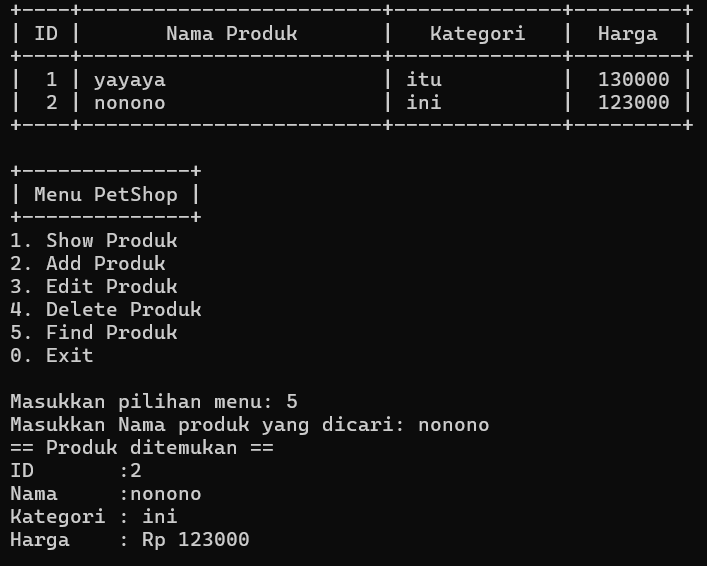 +----+-------------------------+--------------+---------+
| ID |       Nama Produk       |   Kategori   |  Harga  |
+----+-------------------------+--------------+---------+
|  1 | yayaya                  | itu          |  130000 |
|  2 | nonono                  | ini          |  123000 |
+----+-------------------------+--------------+---------+
+--------------+
| Menu PetShop |
+--------------+
1. Show Produk
2. Add Produk
3. Edit Produk
4. Delete Produk
5. Find Produk
0. Exit
Masukkan pilihan menu: 5
Masukkan Nama produk yang dicari: nonono
== Produk ditemukan ==
ID       :2
Nama     :nonono
Kategori : ini
Harga    : Rp 123000